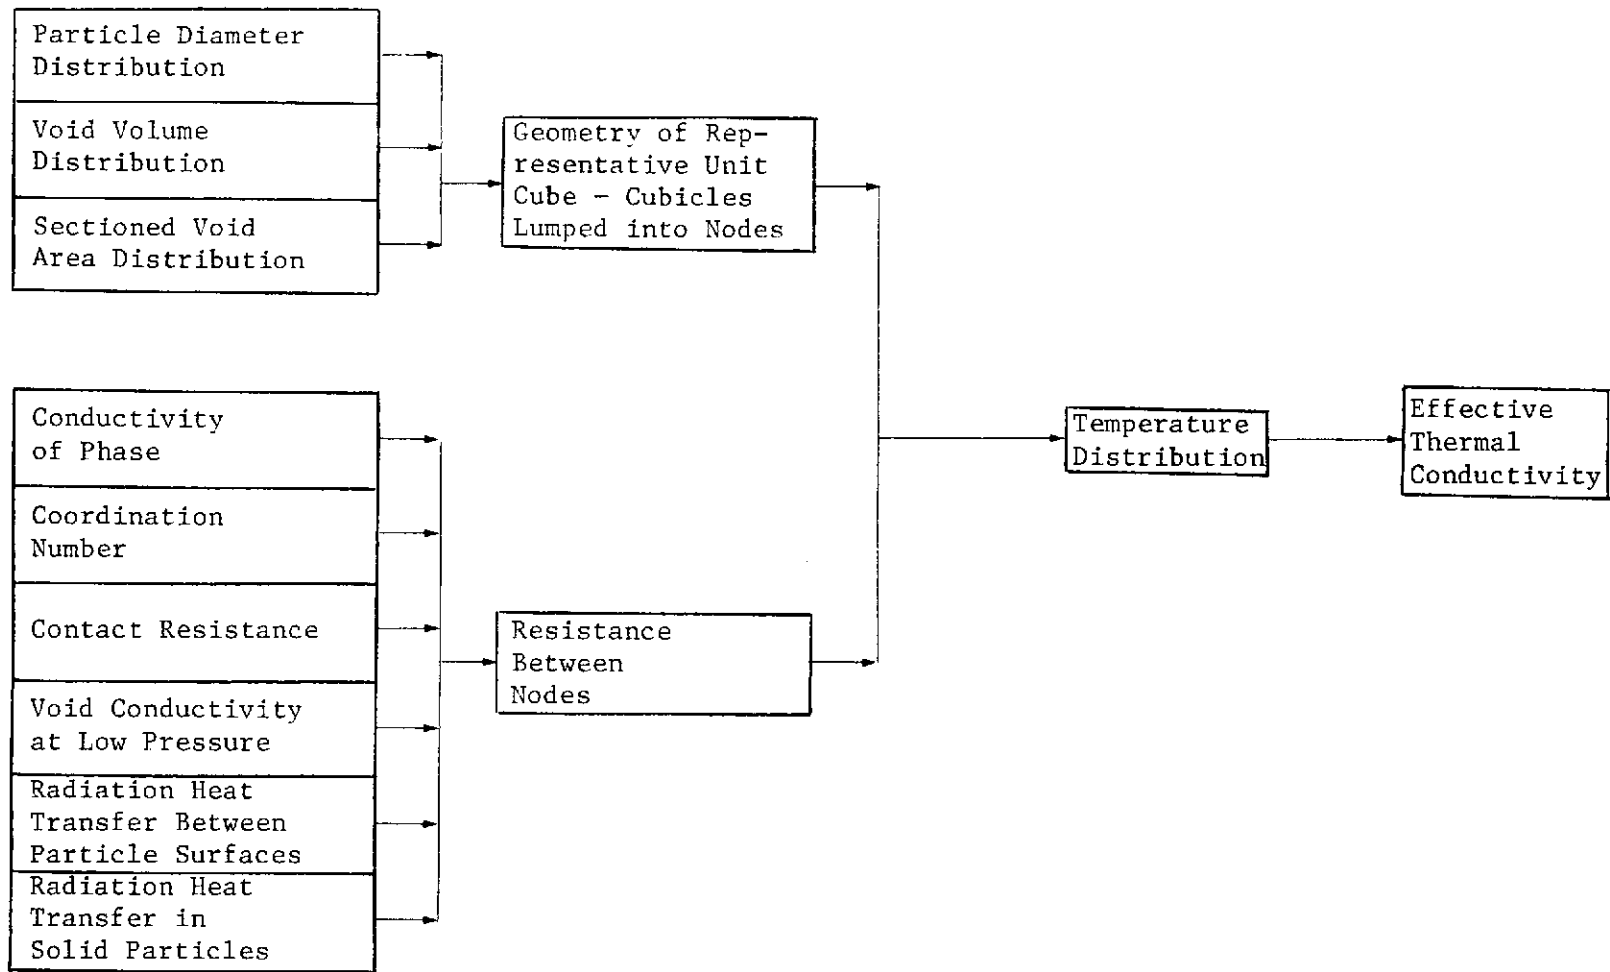 Particle Diameter
Distribution
Void Volume
Distribution
Sectioned Void
Area Distribution
Geometry of Rep-
resentative Unit
Cube - Cubicles
Lumped into Nodes
Conductivity
of Phase
Coordination
Number
Contact Resistance
Void Conductivity
at Low Pressure
Radiation Heat
Transfer Between
Particle Surfaces
Radiation Heat
Transfer in
Solid Particles
Resistance
Between
Nodes
Temperature
Distribution
Effective
Thermal
Conductivity